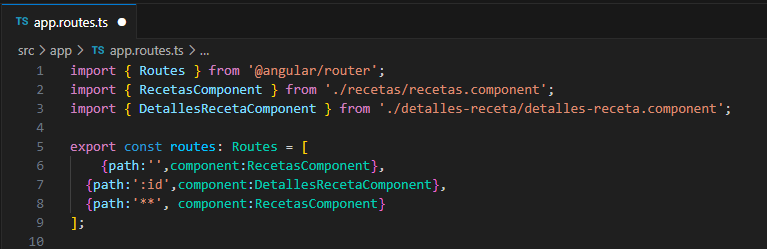 TS app.routes.ts ●
src > app > TS app.routes.ts > ...
1 import { Routes } from '@angular/router';
2 import { RecetasComponent } from './recetas/recetas.component';
3 import { DetallesRecetaComponent } from './detalles-receta/detalles-receta.component';
4
5 export const routes: Routes = [
6     {path:'',component:RecetasComponent},
7   {path:':id',component:DetallesRecetaComponent},
8   {path:'**', component:RecetasComponent}
9 ];
10